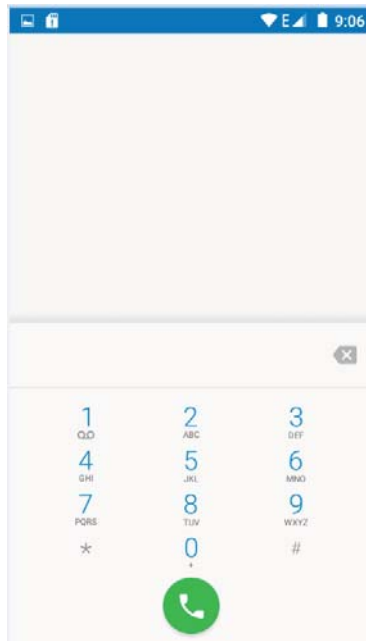 E 9:06
1 2 3
ABC DEF
4 5 6
GHI JKL MNO
7 8 9
PQRS TUV WXYZ
* 0 #
+